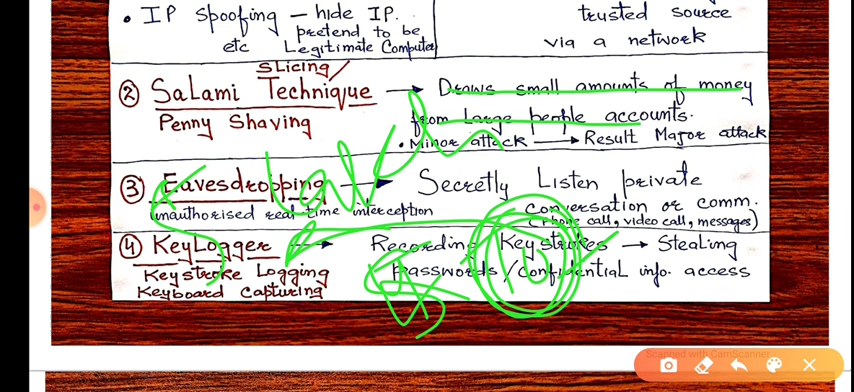 • IP Spoofing – hide IP.
pretend to be
etc Legitimate Computer
trusted source
via a network
Slicing/
② Salami Technique → Draws small amounts of money
Penny Shaving
from Large people accounts.
• Minor attack → Result Major attack
③ Eavesdropping → Secretly Listen private
unauthorised real-time interception
conversation or comm.
(phone call, video call, messages)
④ KeyLogger → Recording Keystrokes → Stealing
Keystroke Logging
Passwords/Confidential info. access
Keyboard Capturing
Scanned with CamScanner